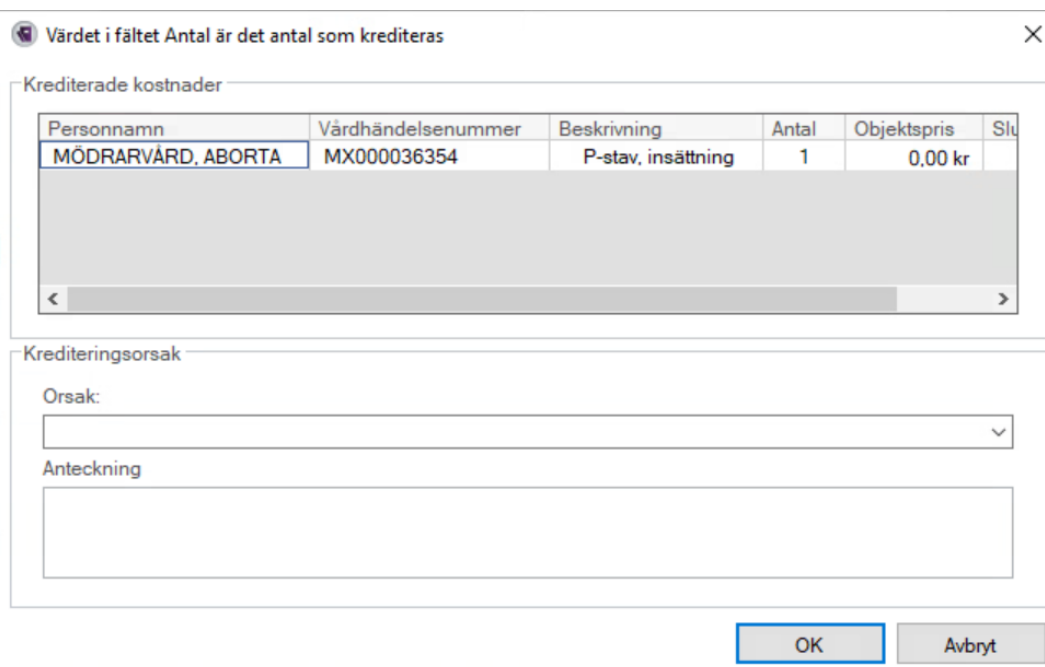 Värdet i fältet Antal är det antal som krediteras
Krediterade kostnader
Personnamn Vårdhändelsenummer Beskrivning Antal Objektspris Slu
MÖDRARVÅRD, ABORTA MX000036354 P-stav, insättning 1 0,00 kr
Krediteringsorsak
Orsak:
Anteckning
OK Avbryt